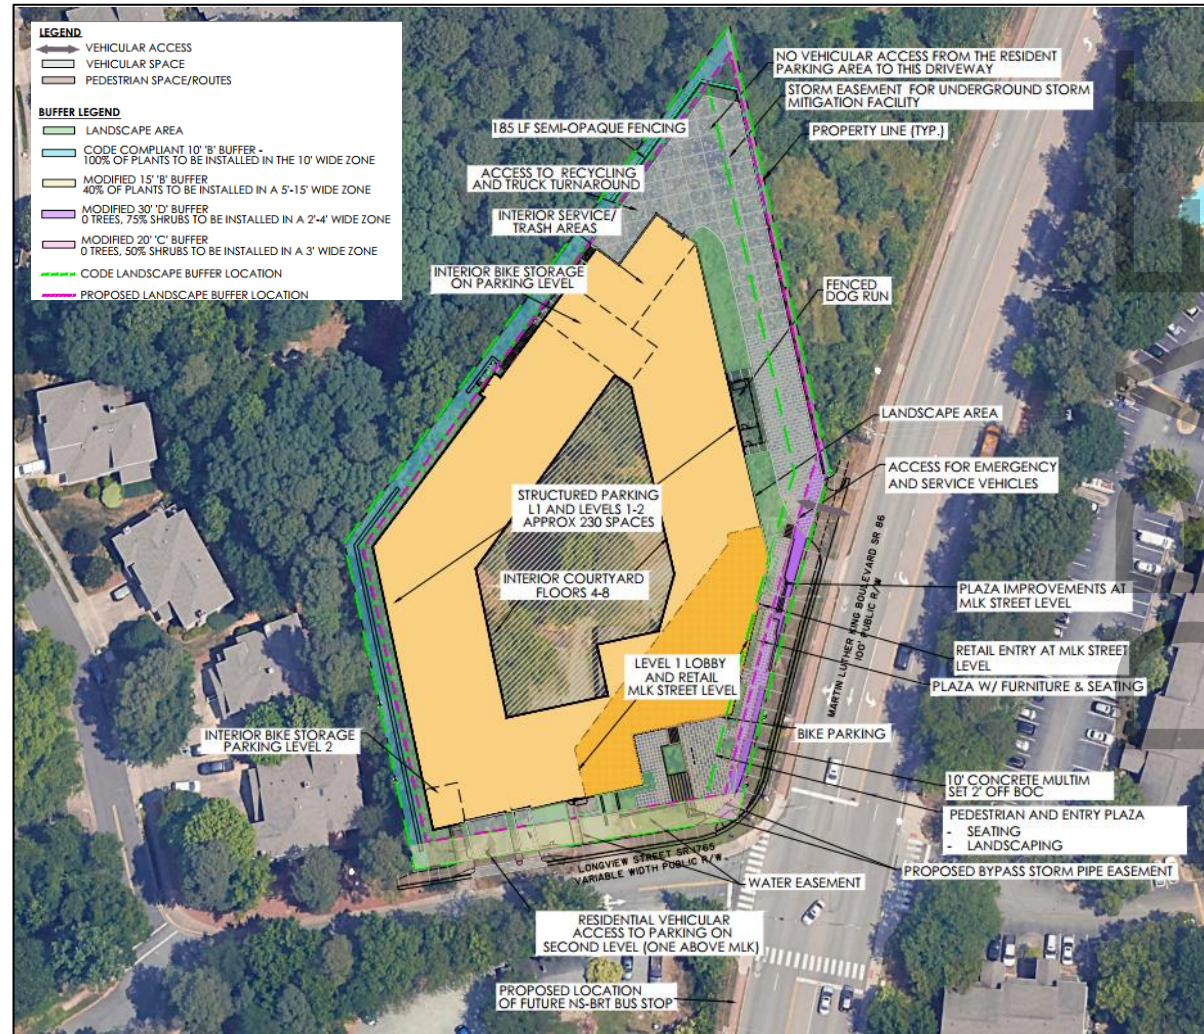 LEGEND
VEHICULAR ACCESS
VEHICULAR SPACE
PEDESTRIAN SPACE/ROUTES
BUFFER LEGEND
LANDSCAPE AREA
CODE COMPLIANT 10' 'B' BUFFER -
100% OF PLANTS TO BE INSTALLED IN THE 10' WIDE ZONE
MODIFIED 15' 'B' BUFFER
40% OF PLANTS TO BE INSTALLED IN A 5'-15' WIDE ZONE
MODIFIED 30' 'D' BUFFER
0 TREES, 75% SHRUBS TO BE INSTALLED IN A 2'-4' WIDE ZONE
MODIFIED 20' 'C' BUFFER
0 TREES, 50% SHRUBS TO BE INSTALLED IN A 3' WIDE ZONE
CODE LANDSCAPE BUFFER LOCATION
PROPOSED LANDSCAPE BUFFER LOCATION
NO VEHICULAR ACCESS FROM THE RESIDENT
PARKING AREA TO THIS DRIVEWAY
STORM EASEMENT FOR UNDERGROUND STORM
MITIGATION FACILITY
185 LF SEMI-OPAQUE FENCING
PROPERTY LINE (TYP.)
ACCESS TO RECYCLING
AND TRUCK TURNAROUND
INTERIOR SERVICE/
TRASH AREAS
INTERIOR BIKE STORAGE
ON PARKING LEVEL
FENCED
DOG RUN
LANDSCAPE AREA
ACCESS FOR EMERGENCY
AND SERVICE VEHICLES
STRUCTURED PARKING
L1 AND LEVELS 1-2
APPROX 230 SPACES
INTERIOR COURTYARD
FLOORS 4-8
MARTIN LUTHER KING BOULEVARD SR 86
100' PUBLIC R/W
PLAZA IMPROVEMENTS AT
MLK STREET LEVEL
RETAIL ENTRY AT MLK STREET
LEVEL
LEVEL 1 LOBBY
AND RETAIL
MLK STREET LEVEL
PLAZA W/ FURNITURE & SEATING
INTERIOR BIKE STORAGE
PARKING LEVEL 2
BIKE PARKING
10' CONCRETE MULTIM
SET 2' OFF BOC
PEDESTRIAN AND ENTRY PLAZA
- SEATING
- LANDSCAPING
LONGVIEW STREET SR 1765
VARIABLE WIDTH PUBLIC R/W
PROPOSED BYPASS STORM PIPE EASEMENT
WATER EASEMENT
RESIDENTIAL VEHICULAR
ACCESS TO PARKING ON
SECOND LEVEL (ONE ABOVE MLK)
PROPOSED LOCATION
OF FUTURE NS-BRT BUS STOP